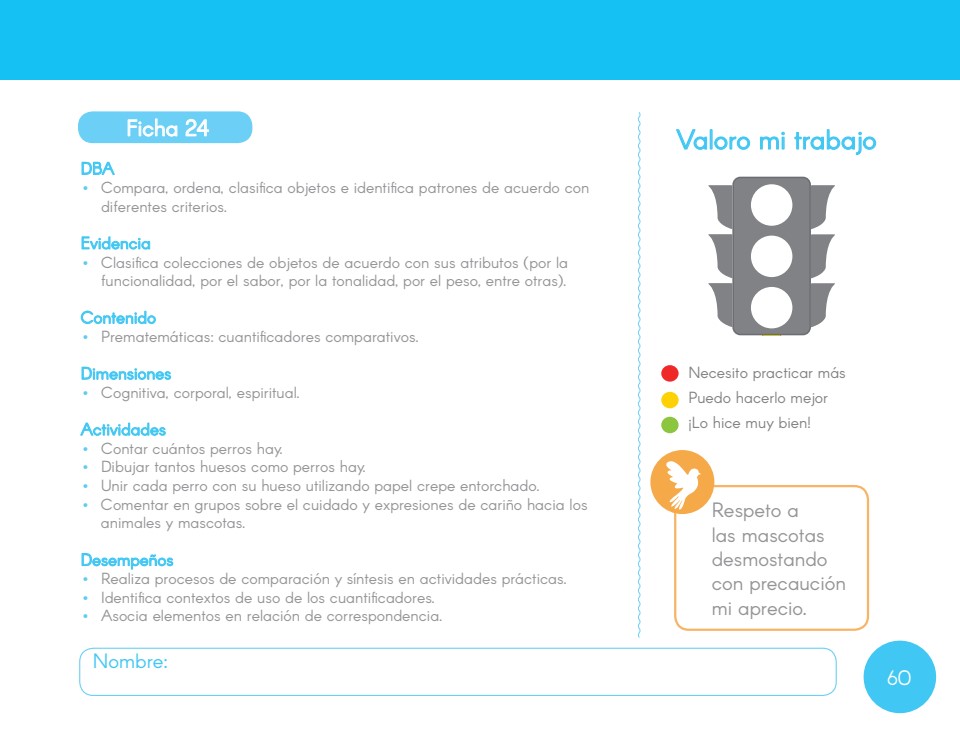 Ficha 24
DBA
• Compara, ordena, clasifica objetos e identifica patrones de acuerdo con
diferentes criterios.
Evidencia
• Clasifica colecciones de objetos de acuerdo con sus atributos (por la
funcionalidad, por el sabor, por la tonalidad, por el peso, entre otras).
Contenido
• Prematemáticas: cuantificadores comparativos.
Dimensiones
• Cognitiva, corporal, espiritual.
Actividades
• Contar cuántos perros hay.
• Dibujar tantos huesos como perros hay.
• Unir cada perro con su hueso utilizando papel crepe entorchado.
• Comentar en grupos sobre el cuidado y expresiones de cariño hacia los
animales y mascotas.
Desempeños
• Realiza procesos de comparación y síntesis en actividades prácticas.
• Identifica contextos de uso de los cuantificadores.
• Asocia elementos en relación de correspondencia.
Valoro mi trabajo
Necesito practicar más
Puedo hacerlo mejor
¡Lo hice muy bien!
Respeto a
las mascotas
desmostando
con precaución
mi aprecio.
Nombre:
60